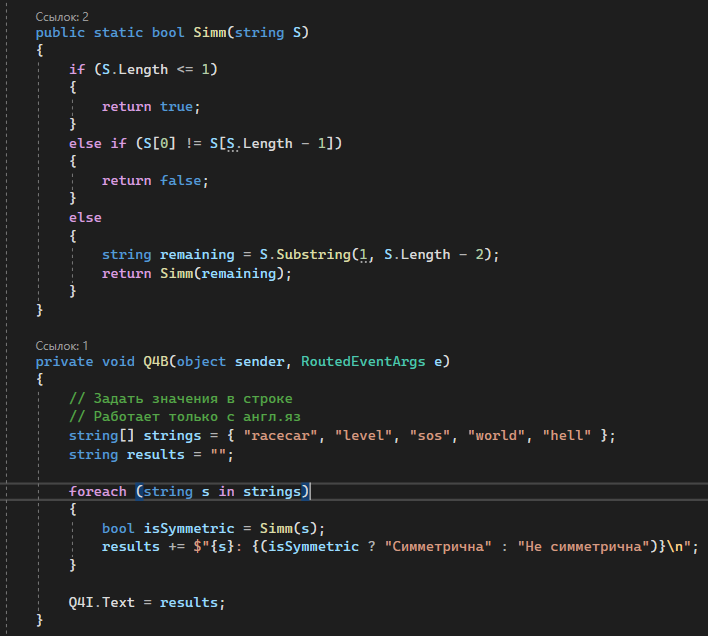 Ссылок: 2
public static bool Simm(string S)
{
    if (S.Length <= 1)
    {
        return true;
    }
    else if (S[0] != S[S.Length - 1])
    {
        return false;
    }
    else
    {
        string remaining = S.Substring(1, S.Length - 2);
        return Simm(remaining);
    }
}
Ссылок: 1
private void Q4B(object sender, RoutedEventArgs e)
{
    // Задать значения в строке
    // Работает только с англ.яз
    string[] strings = { "racecar", "level", "sos", "world", "hell" };
    string results = "";
    foreach (string s in strings)
    {
        bool isSymmetric = Simm(s);
        results += $"{s}: {(isSymmetric ? "Симметрична" : "Не симметрична")}\n";
    }
    Q4I.Text = results;
}